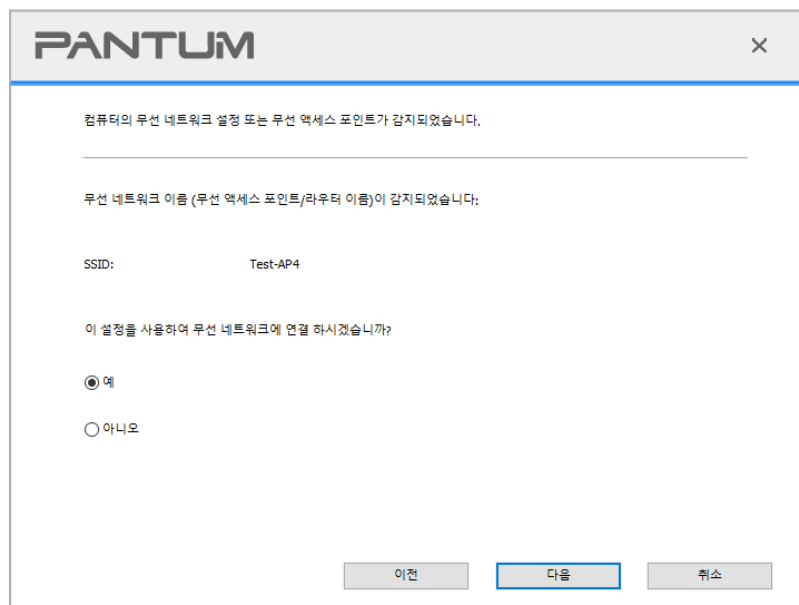 PANTUM
컴퓨터의 무선 네트워크 설정 또는 무선 액세스 포인트가 감지되었습니다.
무선 네트워크 이름 (무선 액세스 포인트/라우터 이름)이 감지되었습니다:
SSID: Test-AP4
이 설정을 사용하여 무선 네트워크에 연결 하시겠습니까?
예
아니오
이전 다음 취소